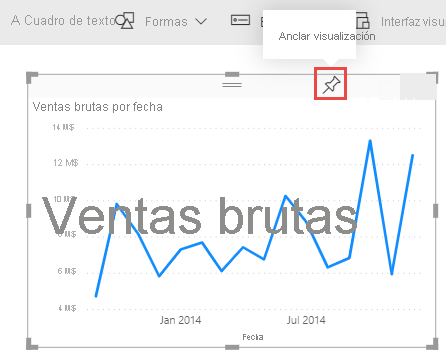 A Cuadro de texto Formas Interfaz visu
Anclar visualización
Ventas brutas por fecha
14 M$
12 M$
10 M$
8 M$
6 M$
4 M$
Ventas brutas
Jan 2014 Jul 2014
Fecha